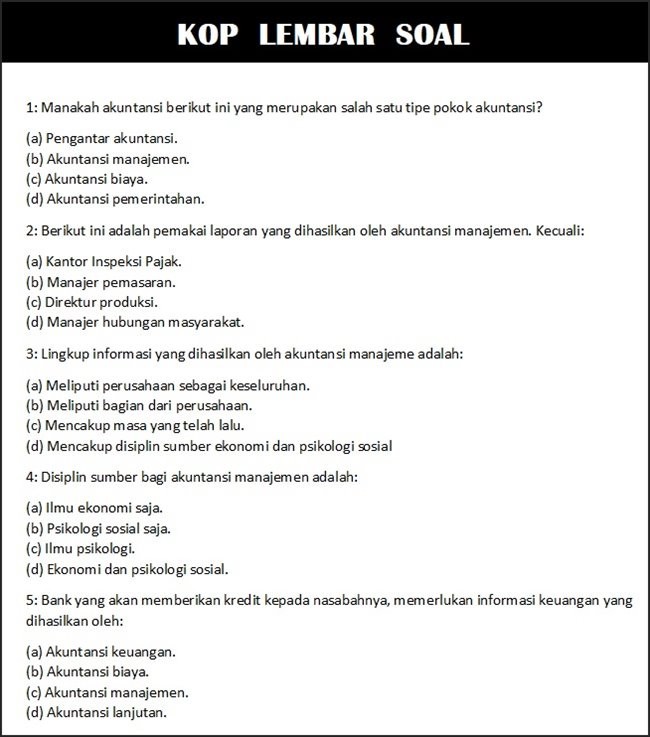 KOP LEMBAR SOAL
1: Manakah akuntansi berikut ini yang merupakan salah satu tipe pokok akuntansi?
(a) Pengantar akuntansi.
(b) Akuntansi manajemen.
(c) Akuntansi biaya.
(d) Akuntansi pemerintahan.
2: Berikut ini adalah pemakai laporan yang dihasilkan oleh akuntansi manajemen. Kecuali:
(a) Kantor Inspeksi Pajak.
(b) Manajer pemasaran.
(c) Direktur produksi.
(d) Manajer hubungan masyarakat.
3: Lingkup informasi yang dihasilkan oleh akuntansi manajeme adalah:
(a) Meliputi perusahaan sebagai keseluruhan.
(b) Meliputi bagian dari perusahaan.
(c) Mencakup masa yang telah lalu.
(d) Mencakup disiplin sumber ekonomi dan psikologi sosial
4: Disiplin sumber bagi akuntansi manajemen adalah:
(a) Ilmu ekonomi saja.
(b) Psikologi sosial saja.
(c) Ilmu psikologi.
(d) Ekonomi dan psikologi sosial.
5: Bank yang akan memberikan kredit kepada nasabahnya, memerlukan informasi keuangan yang
dihasilkan oleh:
(a) Akuntansi keuangan.
(b) Akuntansi biaya.
(c) Akuntansi manajemen.
(d) Akuntansi lanjutan.